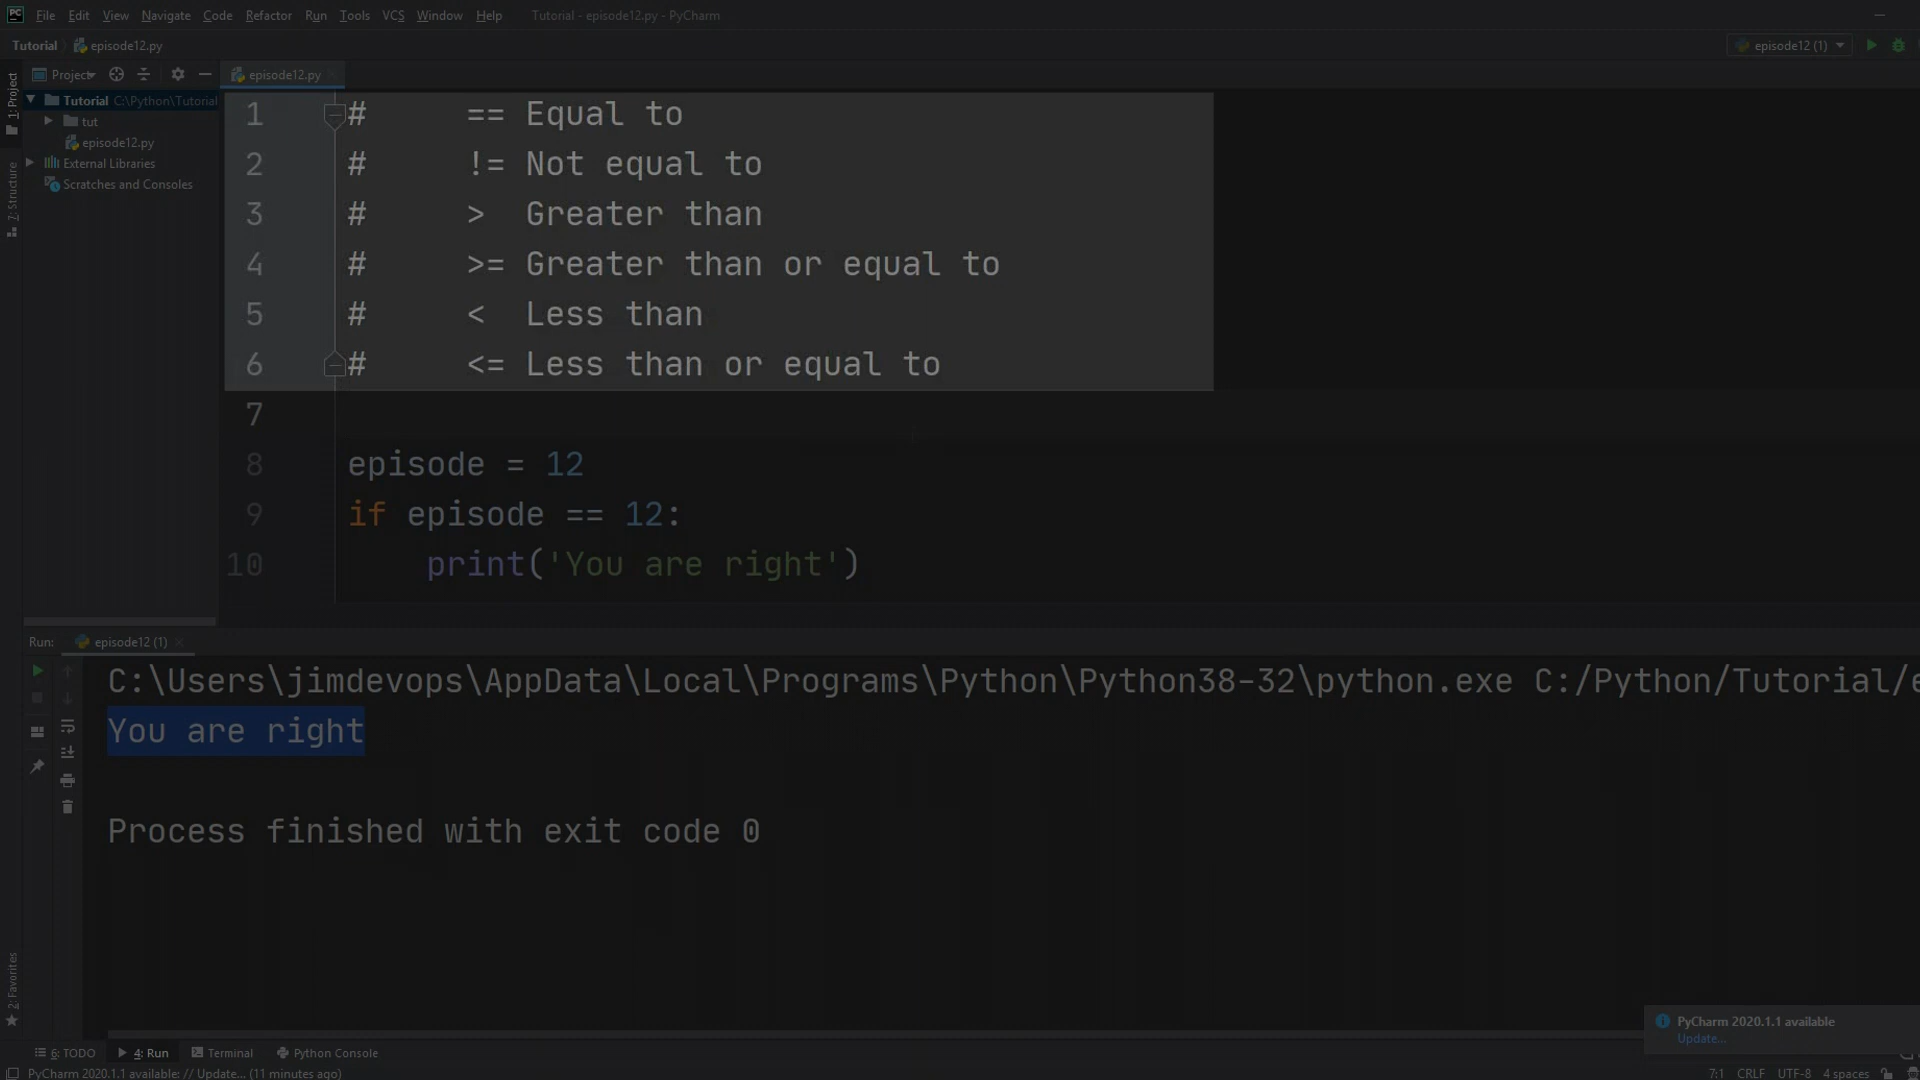 PC File Edit View Navigate Code Refactor Run Tools VCS Window Help Tutorial - episode12.py - PyCharm
Tutorial episode12.py episode12 (1)
Project episode12.py
1: Project
Tutorial C:\Python\Tutorial
tut
episode12.py
External Libraries
Scratches and Consoles
7: Structure
1 # == Equal to
2 # != Not equal to
3 # > Greater than
4 # >= Greater than or equal to
5 # < Less than
6 # <= Less than or equal to
7
8 episode = 12
9 if episode == 12:
10 print('You are right')
Run: episode12 (1)
C:\Users\jimdevops\AppData\Local\Programs\Python\Python38-32\python.exe C:/Python/Tutorial/e
You are right
Process finished with exit code 0
2: Favorites
PyCharm 2020.1.1 available
Update...
6: TODO 4: Run Terminal Python Console
PyCharm 2020.1.1 available: // Update... (11 minutes ago) 7:1 CRLF UTF-8 4 spaces